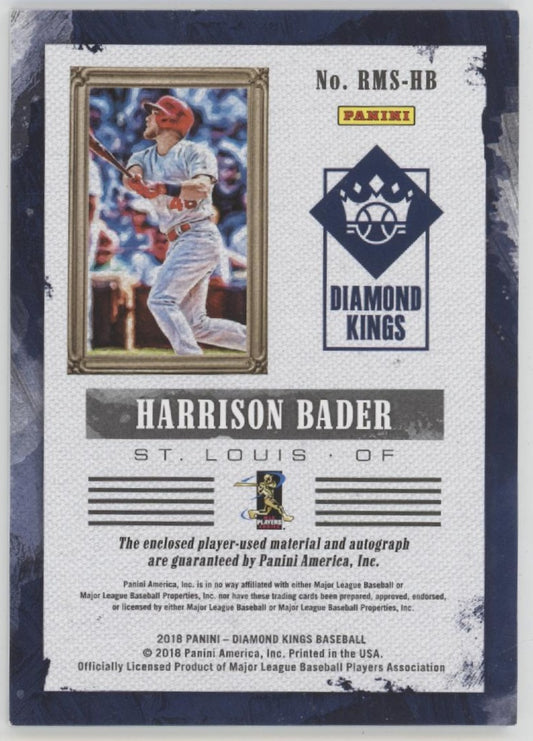 No. RMS-HB
PANINI
DIAMOND
KINGS
HARRISON BADER
ST. LOUIS · OF
PLAYERS
The enclosed player-used material and autograph
are guaranteed by Panini America, Inc.
Panini America, Inc. is in no way affiliated with either Major League Baseball or
Major League Baseball Properties, Inc. nor have these trading cards been prepared, approved, endorsed,
or licensed by either Major League Baseball or Major League Baseball Properties, Inc.
2018 PANINI – DIAMOND KINGS BASEBALL
© 2018 Panini America, Inc. Printed in the USA.
Officially Licensed Product of Major League Baseball Players Association